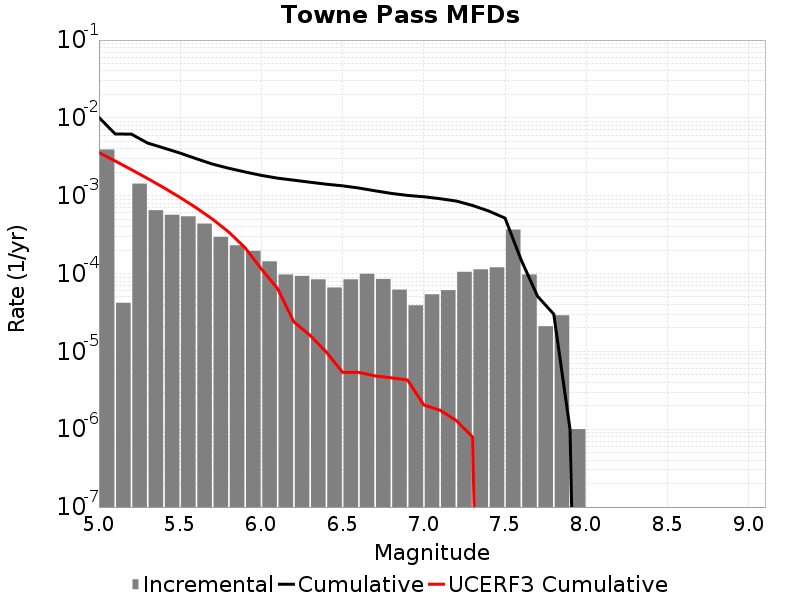 Towne Pass MFDs
10-1
10-2
10-3
10-4
10-5
10-6
10-7
Rate (1/yr)
5.0 5.5 6.0 6.5 7.0 7.5 8.0 8.5 9.0
Magnitude
Incremental Cumulative UCERF3 Cumulative